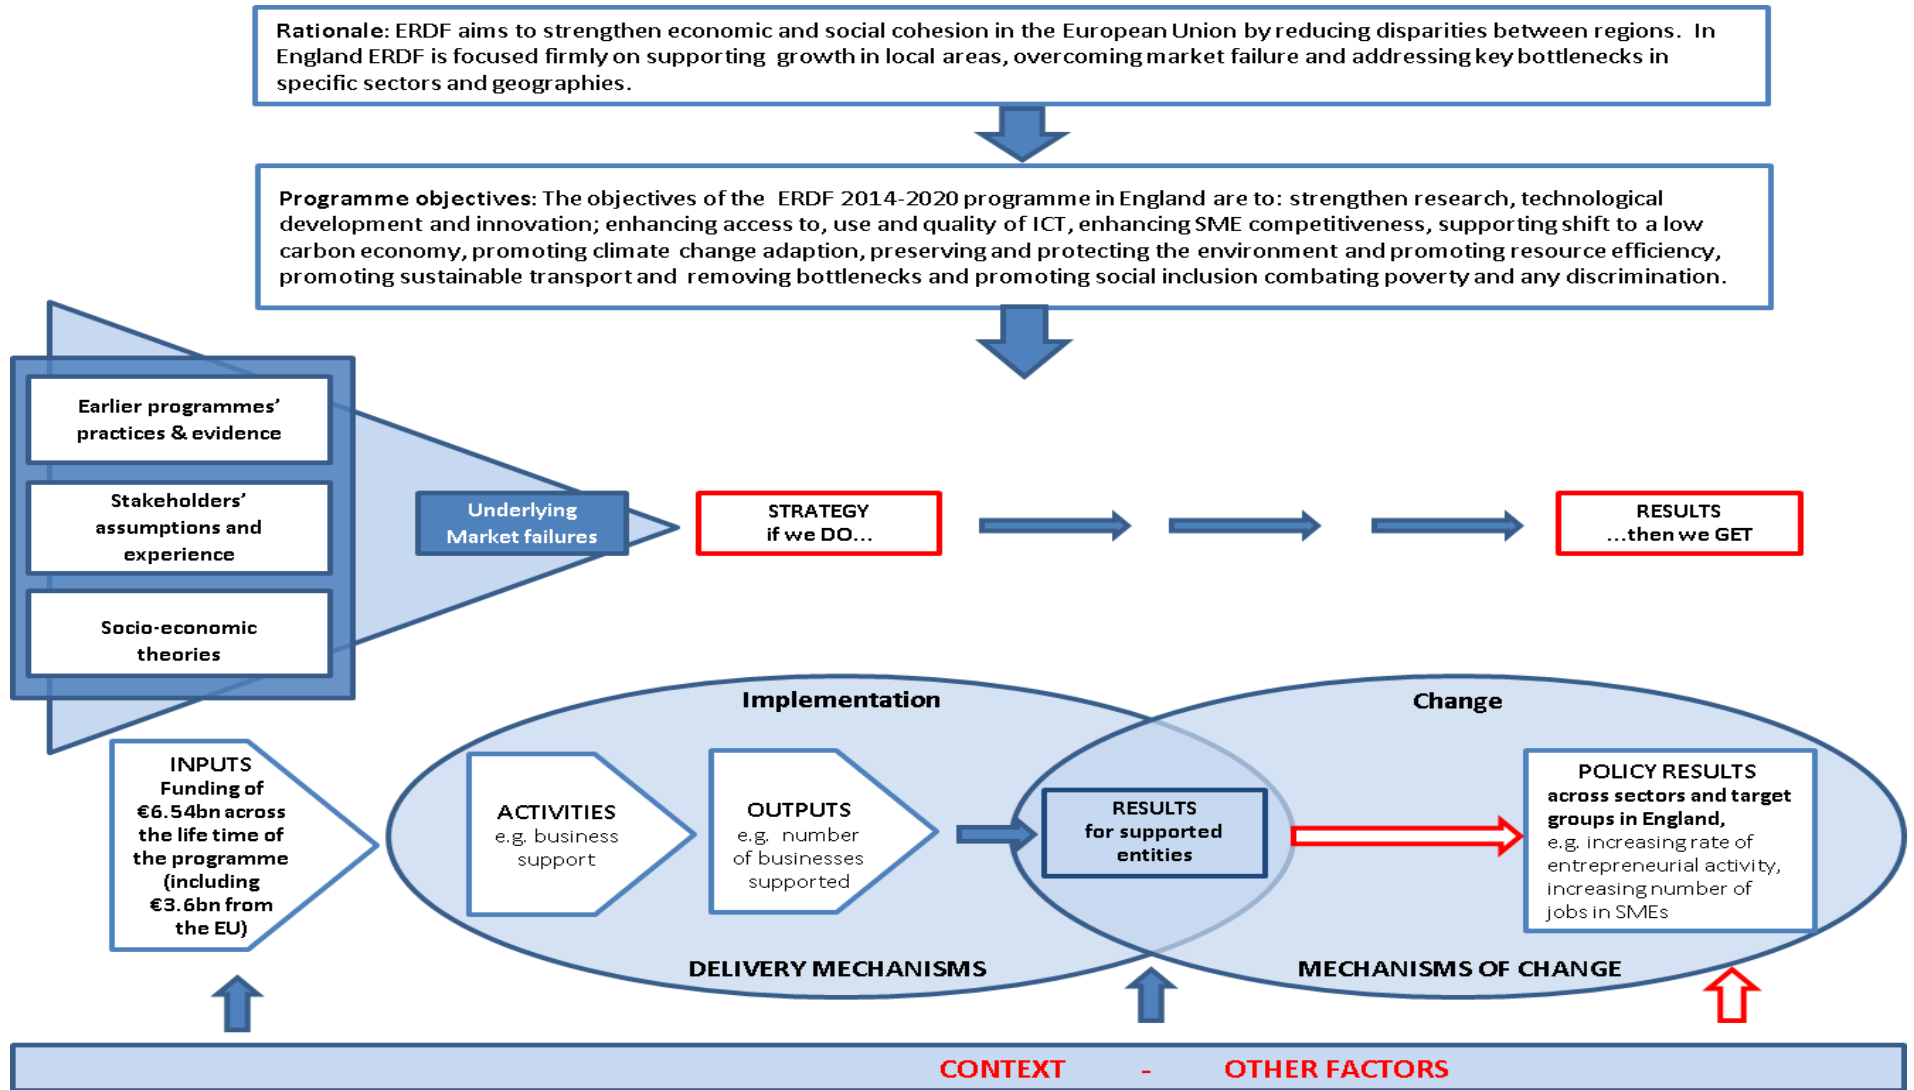 Rationale: ERDF aims to strengthen economic and social cohesion in the European Union by reducing disparities between regions. In
England ERDF is focused firmly on supporting growth in local areas, overcoming market failure and addressing key bottlenecks in
specific sectors and geographies.
Programme objectives: The objectives of the ERDF 2014-2020 programme in England are to: strengthen research, technological
development and innovation; enhancing access to, use and quality of ICT, enhancing SME competitiveness, supporting shift to a low
carbon economy, promoting climate change adaption, preserving and protecting the environment and promoting resource efficiency,
promoting sustainable transport and removing bottlenecks and promoting social inclusion combating poverty and any discrimination.
Earlier programmes’
practices & evidence
Stakeholders’
assumptions and
experience
Socio-economic
theories
Underlying
Market failures
STRATEGY
if we DO...
RESULTS
...then we GET
Implementation
Change
INPUTS
Funding of
€6.54bn across
the life time of
the programme
(including
€3.6bn from
the EU)
ACTIVITIES
e.g. business
support
OUTPUTS
e.g. number
of businesses
supported
RESULTS
for supported
entities
POLICY RESULTS
across sectors and target
groups in England,
e.g. increasing rate of
entrepreneurial activity,
increasing number of
jobs in SMEs
DELIVERY MECHANISMS
MECHANISMS OF CHANGE
CONTEXT - OTHER FACTORS